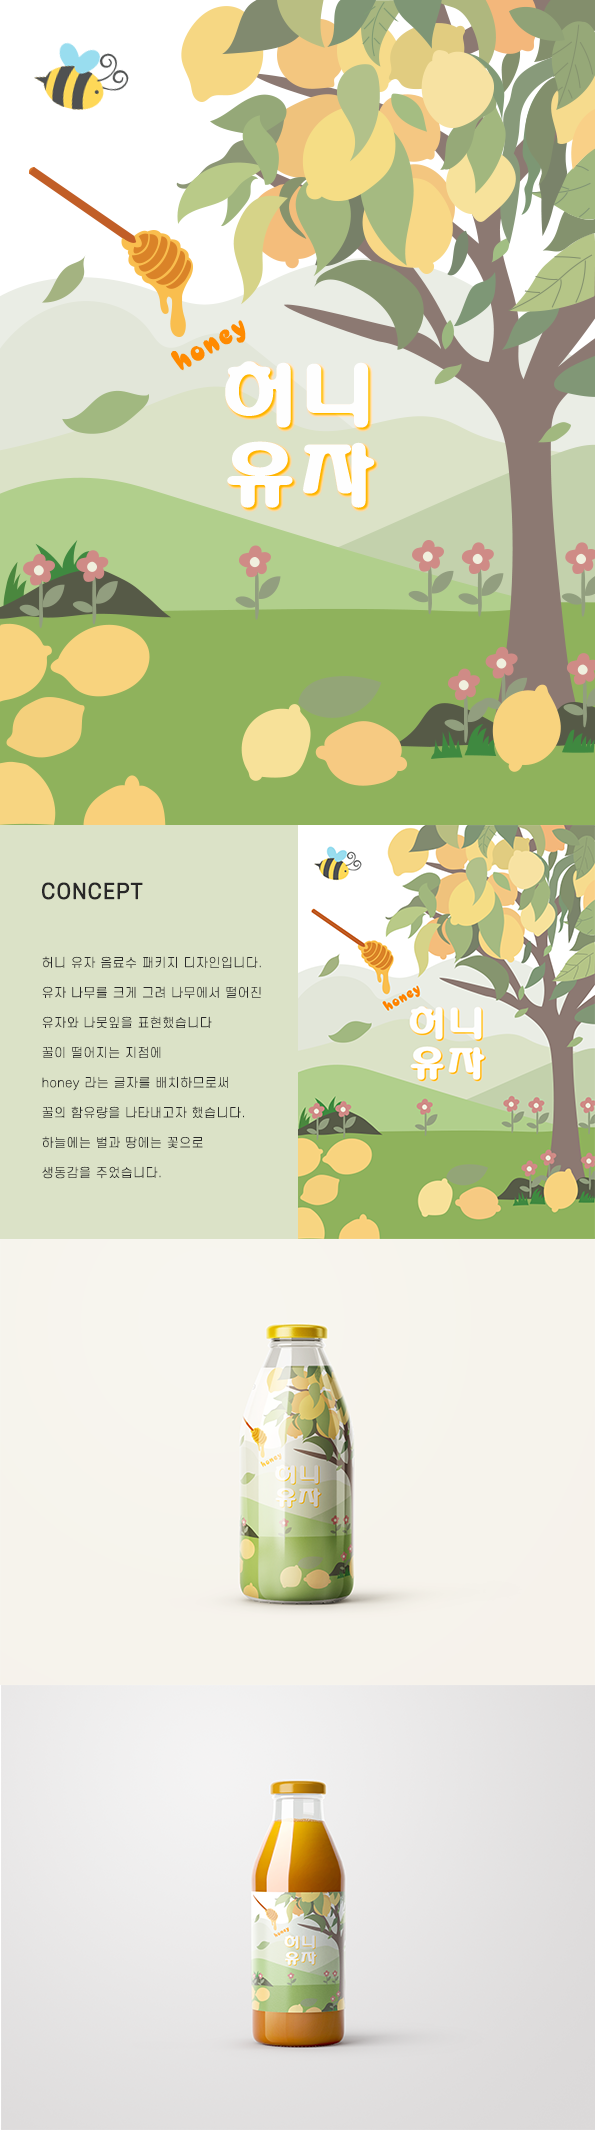 honey
허니
유자
CONCEPT
허니 유자 음료수 패키지 디자인입니다.
유자 나무를 크게 그려 나무에서 떨어진
유자와 나뭇잎을 표현했습니다
꿀이 떨어지는 지점에
honey 라는 글자를 배치하므로써
꿀의 함유량을 나타내고자 했습니다.
하늘에는 벌과 땅에는 꽃으로
생동감을 주었습니다.
honey
허니
유자
honey
허니
유자
honey
허니
유자